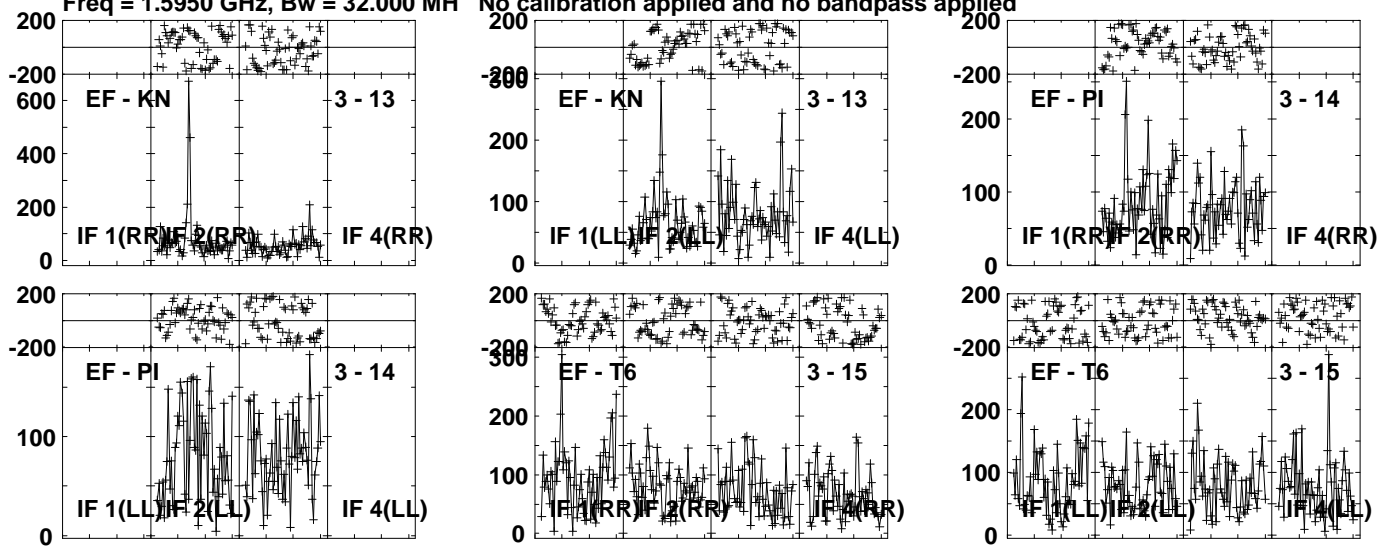 Freq = 1.5950 GHz, Bw = 32.000 MH No calibration applied and no bandpass applied
200
-200
600
400
200
0
EF - KN
3 - 13
IF 1(RR)
IF 2(RR)
IF 4(RR)
200
-200
300
200
100
0
EF - KN
3 - 13
IF 1(LL)
IF 2(LL)
IF 4(LL)
200
-200
200
100
0
EF - PI
3 - 14
IF 1(RR)
IF 2(RR)
IF 4(RR)
200
-200
100
0
EF - PI
3 - 14
IF 1(LL)
IF 2(LL)
IF 4(LL)
200
-200
300
200
100
0
EF - T6
3 - 15
IF 1(RR)
IF 2(RR)
IF 4(RR)
200
-200
200
100
0
EF - T6
3 - 15
IF 1(LL)
IF 2(LL)
IF 4(LL)